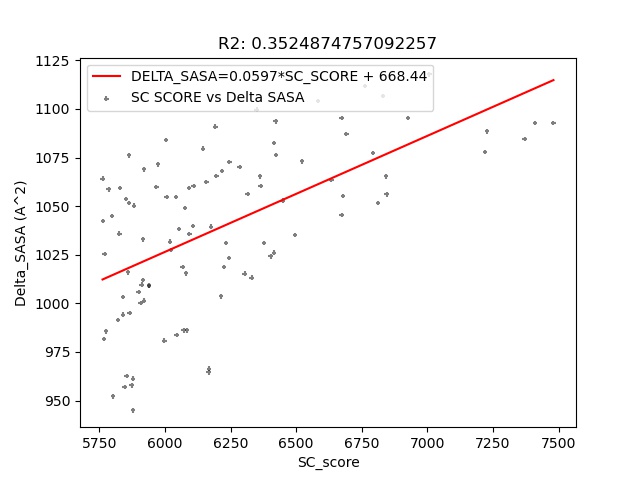 R2: 0.3524874757092257
DELTA_SASA=0.0597*SC_SCORE + 668.44
SC SCORE vs Delta SASA
Delta_SASA (A^2)
1125
1100
1075
1050
1025
1000
975
950
5750 6000 6250 6500 6750 7000 7250 7500
SC_score